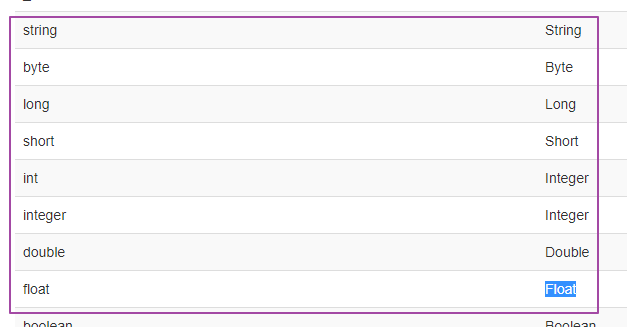 string String
byte Byte
long Long
short Short
int Integer
integer Integer
double Double
float Float
boolean Boolean